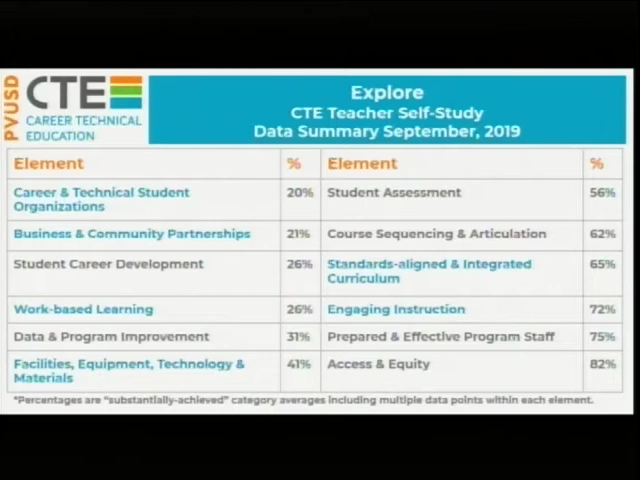 PVUSD
CTE
CAREER TECHNICAL
EDUCATION
Explore
CTE Teacher Self-Study
Data Summary September, 2019
Element % Element %
Career & Technical Student
Organizations 20% Student Assessment 56%
Business & Community Partnerships 21% Course Sequencing & Articulation 62%
Student Career Development 26% Standards-aligned & Integrated
Curriculum 65%
Work-based Learning 26% Engaging Instruction 72%
Data & Program Improvement 31% Prepared & Effective Program Staff 75%
Facilities, Equipment, Technology &
Materials 41% Access & Equity 82%
*Percentages are "substantially-achieved" category averages including multiple data points within each element.